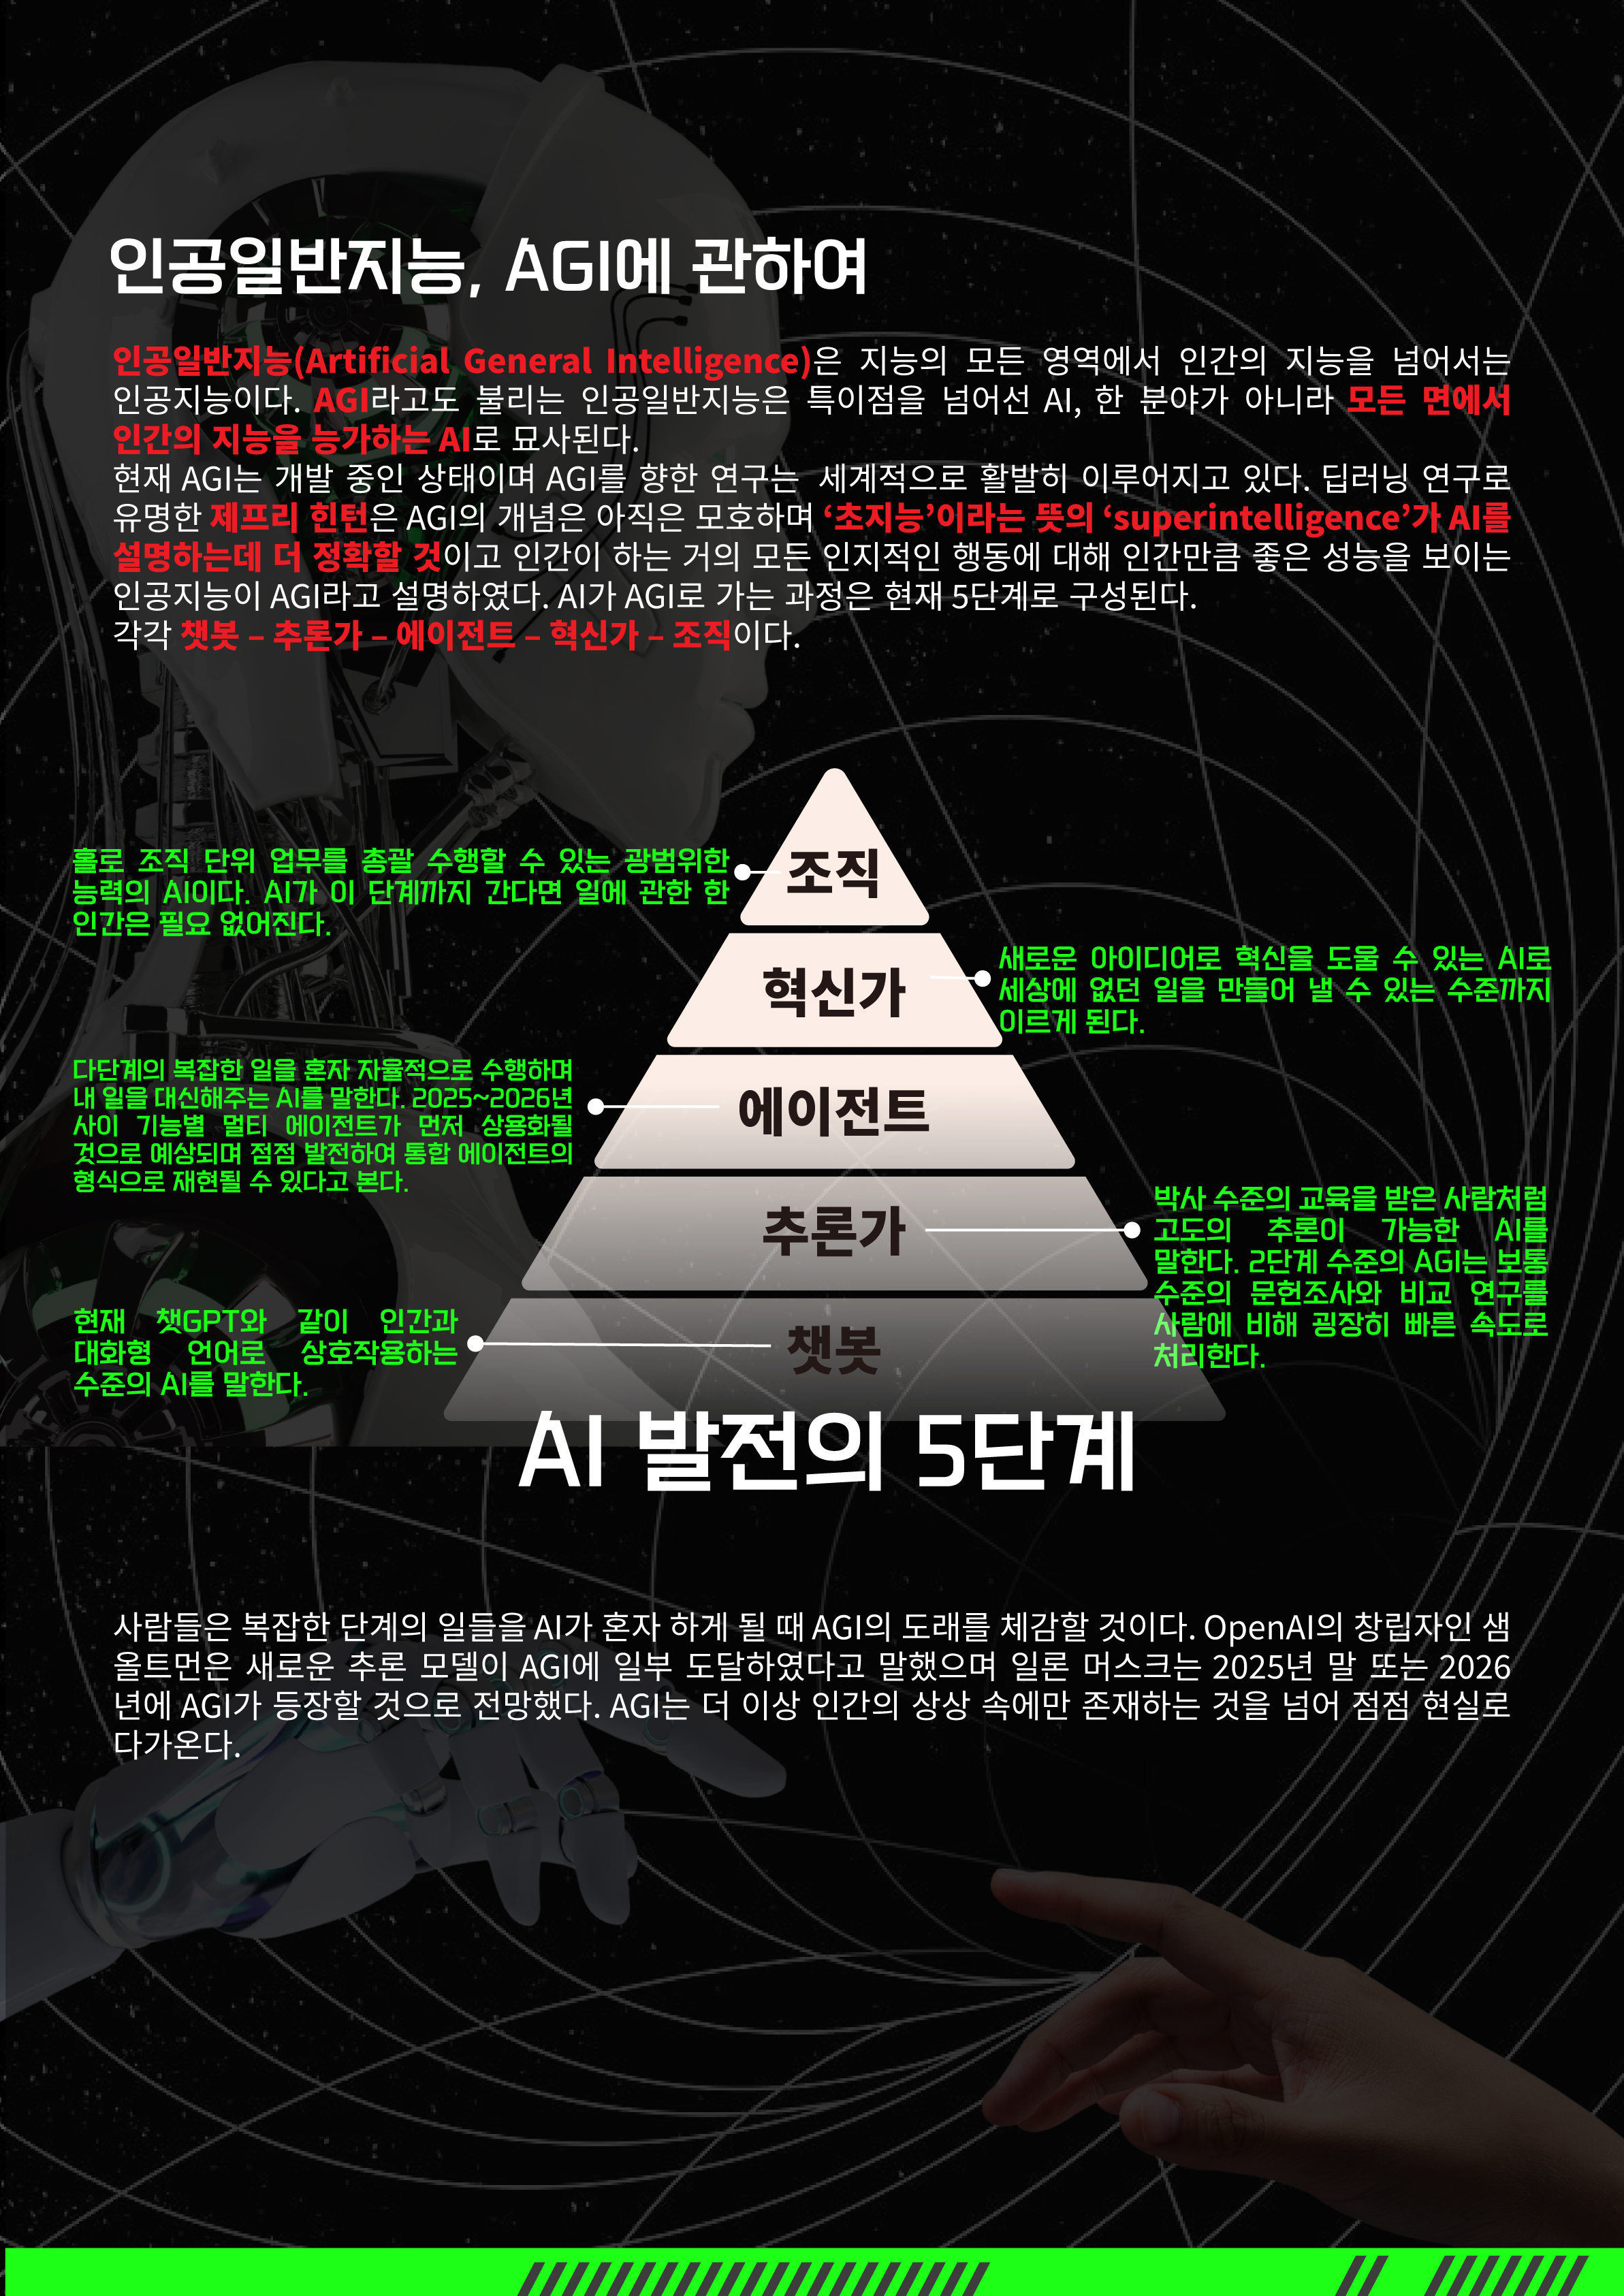 인공일반지능, AGI에 관하여
인공일반지능(Artificial General Intelligence)은 지능의 모든 영역에서 인간의 지능을 넘어서는
인공지능이다. AGI라고도 불리는 인공일반지능은 특이점을 넘어선 AI, 한 분야가 아니라 모든 면에서
인간의 지능을 능가하는 AI로 묘사된다.
현재 AGI는 개발 중인 상태이며 AGI를 향한 연구는 세계적으로 활발히 이루어지고 있다. 딥러닝 연구로
유명한 제프리 힌턴은 AGI의 개념은 아직은 모호하며 ‘초지능’이라는 뜻의 ‘superintelligence’가 AI를
설명하는데 더 정확할 것이고 인간이 하는 거의 모든 인지적인 행동에 대해 인간만큼 좋은 성능을 보이는
인공지능이 AGI라고 설명하였다. AI가 AGI로 가는 과정은 현재 5단계로 구성된다.
각각 챗봇 – 추론가 – 에이전트 – 혁신가 – 조직이다.
조직
홀로 조직 단위 업무를 총괄 수행할 수 있는 광범위한
능력의 AI이다. AI가 이 단계까지 간다면 일에 관한 한
인간은 필요 없어진다.
혁신가
새로운 아이디어로 혁신을 도울 수 있는 AI로
세상에 없던 일을 만들어 낼 수 있는 수준까지
이르게 된다.
에이전트
다단계의 복잡한 일을 혼자 자율적으로 수행하며
내 일을 대신해주는 AI를 말한다. 2025~2026년
사이 기능별 멀티 에이전트가 먼저 상용화될
것으로 예상되며 점점 발전하여 통합 에이전트의
형식으로 재현될 수 있다고 본다.
추론가
박사 수준의 교육을 받은 사람처럼
고도의 추론이 가능한 AI를
말한다. 2단계 수준의 AGI는 보통
수준의 문헌조사와 비교 연구를
사람에 비해 굉장히 빠른 속도로
처리한다.
챗봇
현재 챗GPT와 같이 인간과
대화형 언어로 상호작용하는
수준의 AI를 말한다.
AI 발전의 5단계
사람들은 복잡한 단계의 일들을 AI가 혼자 하게 될 때 AGI의 도래를 체감할 것이다. OpenAI의 창립자인 샘
올트먼은 새로운 추론 모델이 AGI에 일부 도달하였다고 말했으며 일론 머스크는 2025년 말 또는 2026
년에 AGI가 등장할 것으로 전망했다. AGI는 더 이상 인간의 상상 속에만 존재하는 것을 넘어 점점 현실로
다가온다.